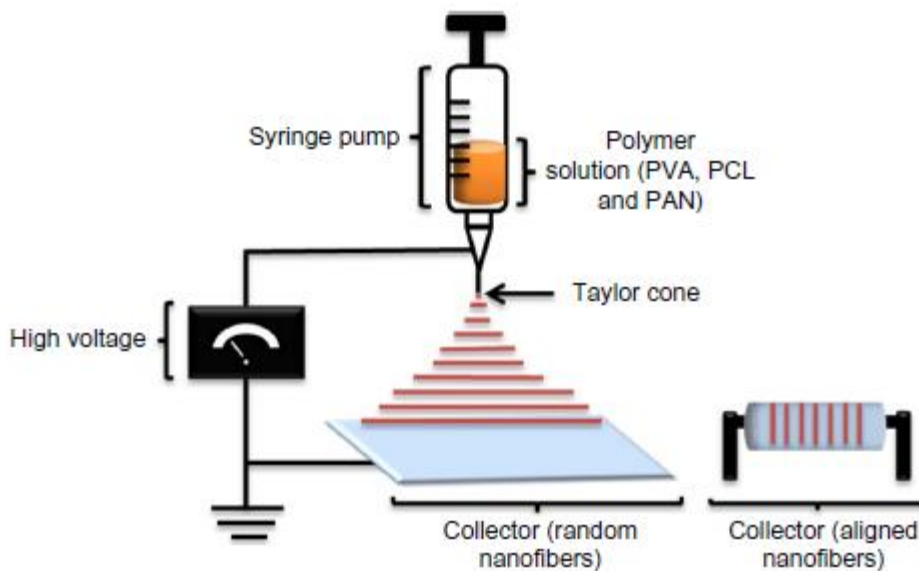 Syringe pump
Polymer
solution (PVA, PCL
and PAN)
Taylor cone
High voltage
Collector (random
nanofibers)
Collector (aligned
nanofibers)